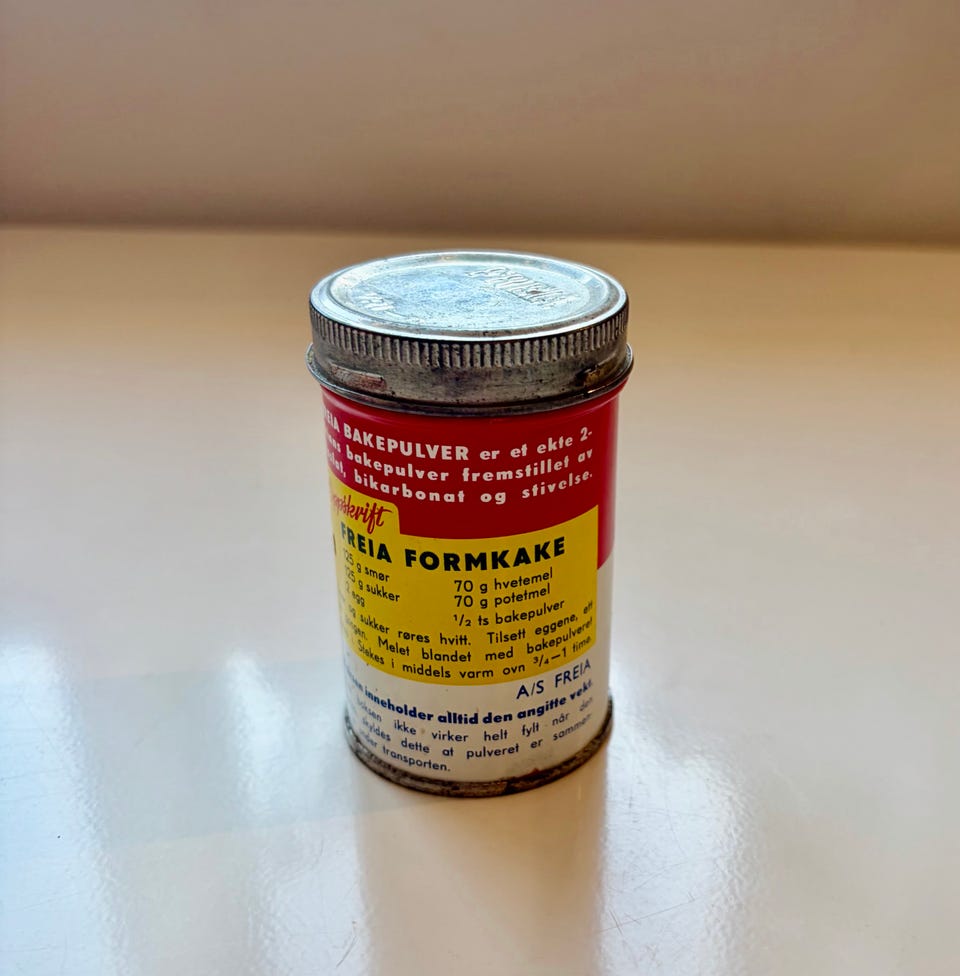 BAKEPULVER er et ekte 2-
bakepulver fremstillet av
bikarbonat og stivelse.
FREIA FORMKAKE
g smør
g sukker
egg
70 g hvetemel
70 g potetmel
1/2 ts bakepulver
og sukker røres hvitt. Tilsett eggene, ett
Melet blandet med bakepulveret
Stekes i middels varm ovn 3/4—1 time.
A/S FREIA
inneholder alltid den angitte vekt.
boksen ikke virker helt fylt når den
skyldes dette at pulveret er sammen-
transporten.